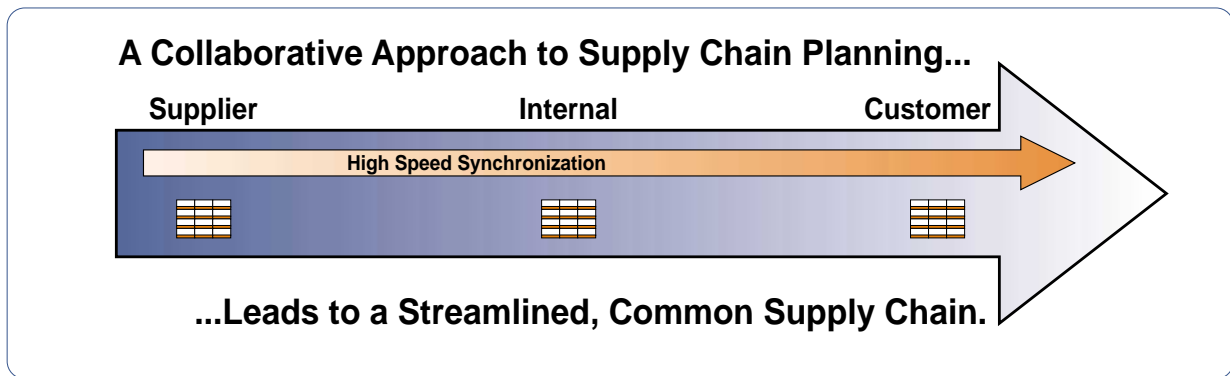 A Collaborative Approach to Supply Chain Planning...
Supplier Internal Customer
High Speed Synchronization
...Leads to a Streamlined, Common Supply Chain.